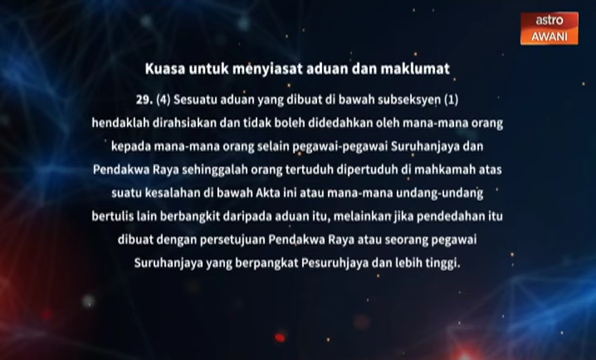 astro
AWANI
Kuasa untuk menyiasat aduan dan maklumat
29. (4) Sesuatu aduan yang dibuat di bawah subseksyen (1)
hendaklah dirahsiakan dan tidak boleh didedahkan oleh mana-mana orang
kepada mana-mana orang selain pegawai-pegawai Suruhanjaya dan
Pendakwa Raya sehinggalah orang tertuduh dipertuduh di mahkamah atas
suatu kesalahan di bawah Akta ini atau mana-mana undang-undang
bertulis lain berbangkit daripada aduan itu, melainkan jika pendedahan itu
dibuat dengan persetujuan Pendakwa Raya atau seorang pegawai
Suruhanjaya yang berpangkat Pesuruhjaya dan lebih tinggi.